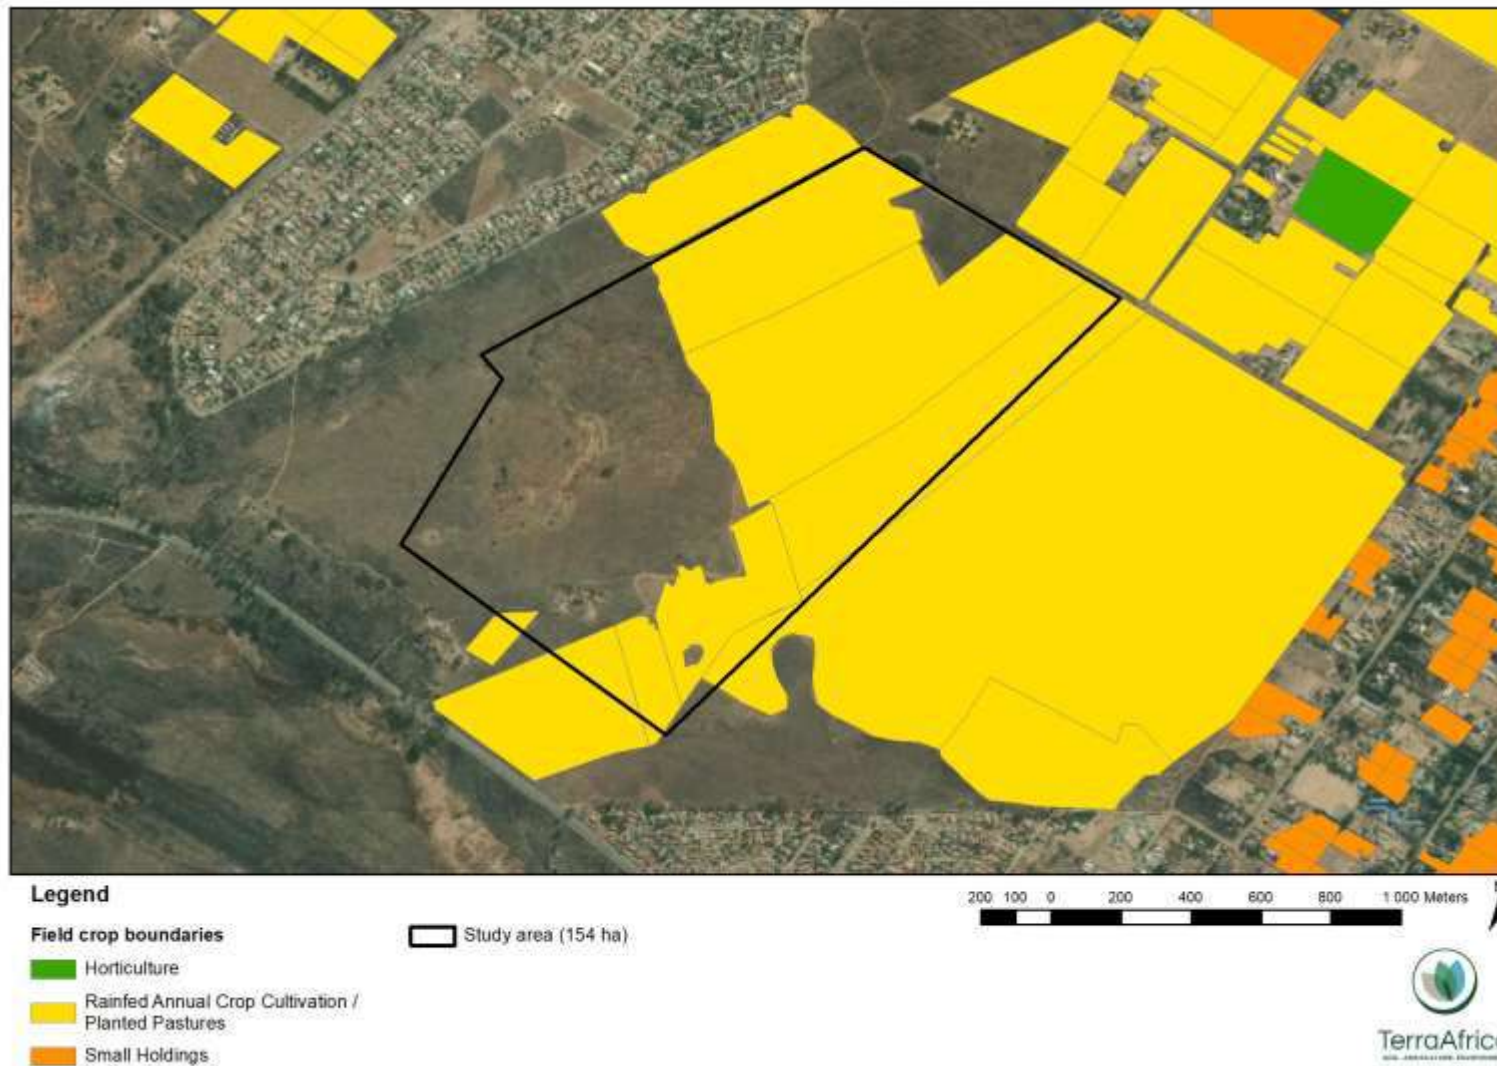 Legend
Field crop boundaries
Horticulture
Rainfed Annual Crop Cultivation /
Planted Pastures
Small Holdings
Study area (154 ha)
200 100 0 200 400 600 800 1 000 Meters
TerraAfric